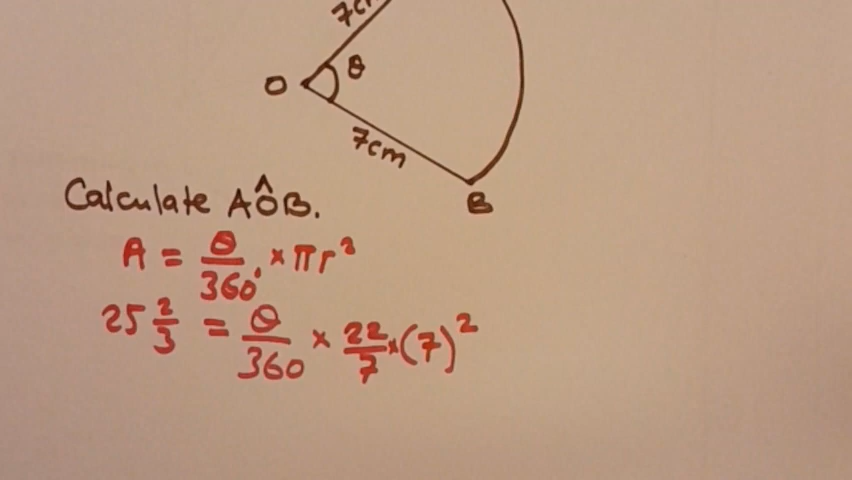 7cm
O θ
7cm
B
Calculate AÔB.
A = θ/360° × πr²
25 2/3 = θ/360 × 22/7 × (7)²